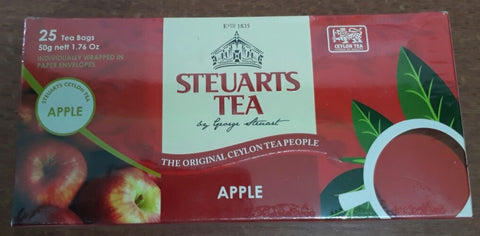 ESTD 1835
25 Tea Bags
50g nett 1.76 Oz
INDIVIDUALLY WRAPPED IN
PAPER ENVELOPES
STEUARTS CEYLON TEA
APPLE
STEUARTS
TEA
by George Steuart
THE ORIGINAL CEYLON TEA PEOPLE
APPLE
CEYLON TEA